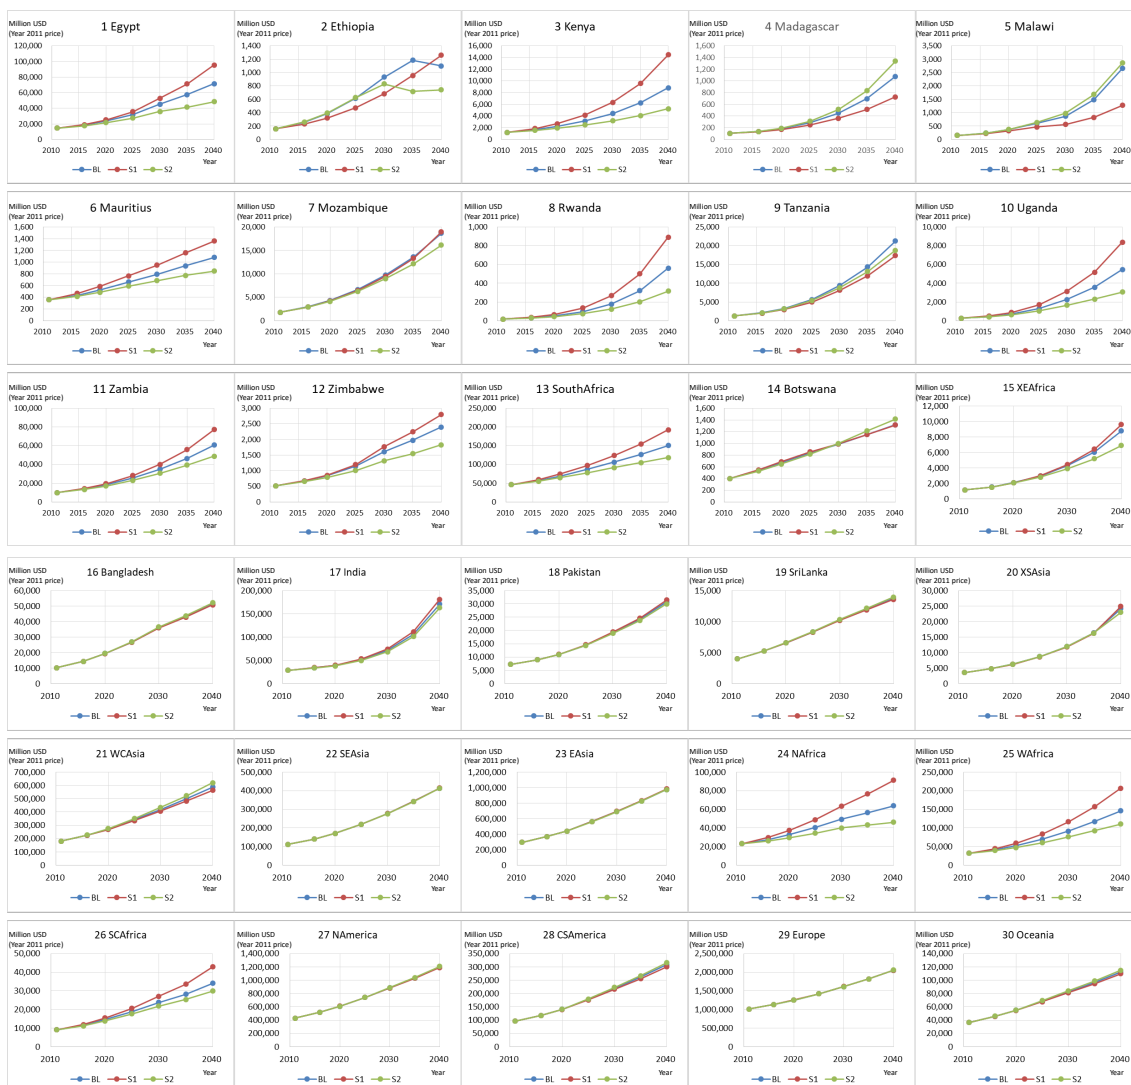 Million USD
(Year 2011 price)
1 Egypt
120,000
100,000
80,000
60,000
40,000
20,000
0
2010 2015 2020 2025 2030 2035 2040
Year
BL S1 S2
Million USD
(Year 2011 price)
2 Ethiopia
1,400
1,200
1,000
800
600
400
200
0
2010 2015 2020 2025 2030 2035 2040
Year
BL S1 S2
Million USD
(Year 2011 price)
3 Kenya
16,000
14,000
12,000
10,000
8,000
6,000
4,000
2,000
0
2010 2015 2020 2025 2030 2035 2040
Year
BL S1 S2
Million USD
(Year 2011 price)
4 Madagascar
1,600
1,400
1,200
1,000
800
600
400
200
0
2010 2015 2020 2025 2030 2035 2040
Year
BL S1 S2
Million USD
(Year 2011 price)
5 Malawi
3,500
3,000
2,500
2,000
1,500
1,000
500
0
2010 2015 2020 2025 2030 2035 2040
Year
BL S1 S2
Million USD
(Year 2011 price)
6 Mauritius
1,600
1,400
1,200
1,000
800
600
400
200
0
2010 2015 2020 2025 2030 2035 2040
Year
BL S1 S2
Million USD
(Year 2011 price)
7 Mozambique
20,000
15,000
10,000
5,000
0
2010 2015 2020 2025 2030 2035 2040
Year
BL S1 S2
Million USD
(Year 2011 price)
8 Rwanda
1,000
800
600
400
200
0
2010 2015 2020 2025 2030 2035 2040
Year
BL S1 S2
Million USD
(Year 2011 price)
9 Tanzania
25,000
20,000
15,000
10,000
5,000
0
2010 2015 2020 2025 2030 2035 2040
Year
BL S1 S2
Million USD
(Year 2011 price)
10 Uganda
10,000
8,000
6,000
4,000
2,000
0
2010 2015 2020 2025 2030 2035 2040
Year
BL S1 S2
Million USD
(Year 2011 price)
11 Zambia
100,000
80,000
60,000
40,000
20,000
0
2010 2015 2020 2025 2030 2035 2040
Year
BL S1 S2
Million USD
(Year 2011 price)
12 Zimbabwe
3,000
2,500
2,000
1,500
1,000
500
0
2010 2015 2020 2025 2030 2035 2040
Year
BL S1 S2
Million USD
(Year 2011 price)
13 SouthAfrica
250,000
200,000
150,000
100,000
50,000
0
2010 2015 2020 2025 2030 2035 2040
Year
BL S1 S2
Million USD
(Year 2011 price)
14 Botswana
1,600
1,400
1,200
1,000
800
600
400
200
0
2010 2015 2020 2025 2030 2035 2040
Year
BL S1 S2
Million USD
(Year 2011 price)
15 XEAfrica
12,000
10,000
8,000
6,000
4,000
2,000
0
2010 2020 2030 2040
Year
BL S1 S2
Million USD
(Year 2011 price)
16 Bangladesh
60,000
50,000
40,000
30,000
20,000
10,000
0
2010 2020 2030 2040
Year
BL S1 S2
Million USD
(Year 2011 price)
17 India
200,000
150,000
100,000
50,000
0
2010 2020 2030 2040
Year
BL S1 S2
Million USD
(Year 2011 price)
18 Pakistan
35,000
30,000
25,000
20,000
15,000
10,000
5,000
0
2010 2020 2030 2040
Year
BL S1 S2
Million USD
(Year 2011 price)
19 SriLanka
15,000
10,000
5,000
0
2010 2020 2030 2040
Year
BL S1 S2
Million USD
(Year 2011 price)
20 XSAsia
30,000
25,000
20,000
15,000
10,000
5,000
0
2010 2020 2030 2040
Year
BL S1 S2
Million USD
(Year 2011 price)
21 WCAsia
700,000
600,000
500,000
400,000
300,000
200,000
100,000
0
2010 2020 2030 2040
Year
BL S1 S2
Million USD
(Year 2011 price)
22 SEAsia
500,000
400,000
300,000
200,000
100,000
0
2010 2020 2030 2040
Year
BL S1 S2
Million USD
(Year 2011 price)
23 EAsia
1,200,000
1,000,000
800,000
600,000
400,000
200,000
0
2010 2020 2030 2040
Year
BL S1 S2
Million USD
(Year 2011 price)
24 NAfrica
100,000
80,000
60,000
40,000
20,000
0
2010 2020 2030 2040
Year
BL S1 S2
Million USD
(Year 2011 price)
25 WAfrica
250,000
200,000
150,000
100,000
50,000
0
2010 2020 2030 2040
Year
BL S1 S2
Million USD
(Year 2011 price)
26 SCAfrica
50,000
40,000
30,000
20,000
10,000
0
2010 2020 2030 2040
Year
BL S1 S2
Million USD
(Year 2011 price)
27 NAmerica
1,400,000
1,200,000
1,000,000
800,000
600,000
400,000
200,000
0
2010 2020 2030 2040
Year
BL S1 S2
Million USD
(Year 2011 price)
28 CSAmerica
350,000
300,000
250,000
200,000
150,000
100,000
50,000
0
2010 2020 2030 2040
Year
BL S1 S2
Million USD
(Year 2011 price)
29 Europe
2,500,000
2,000,000
1,500,000
1,000,000
500,000
0
2010 2020 2030 2040
Year
BL S1 S2
Million USD
(Year 2011 price)
30 Oceania
140,000
120,000
100,000
80,000
60,000
40,000
20,000
0
2010 2020 2030 2040
Year
BL S1 S2